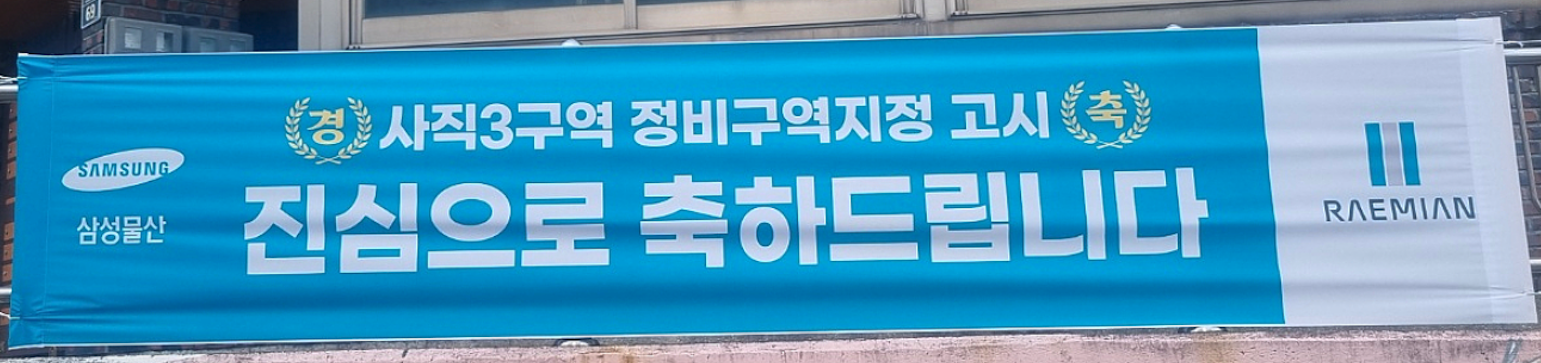 69
SAMSUNG
삼성물산
경 사직3구역 정비구역지정 고시 축
진심으로 축하드립니다
RAEMIAN